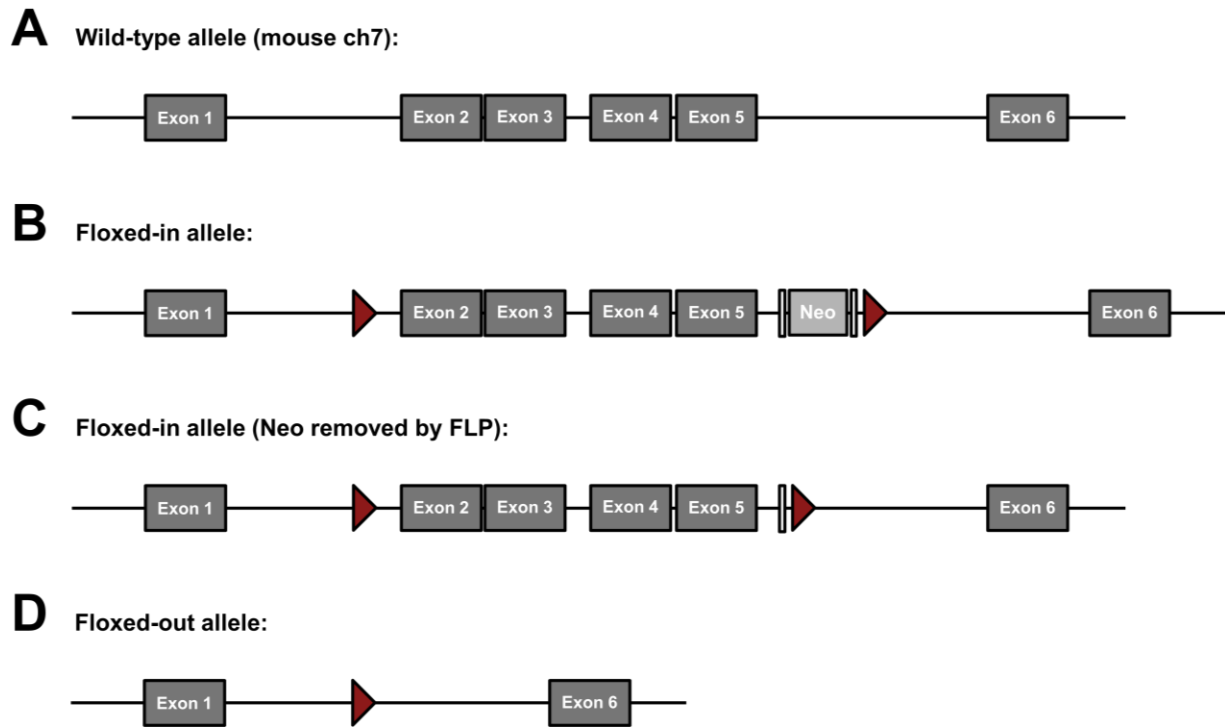 A Wild-type allele (mouse ch7):
Exon 1 Exon 2 Exon 3 Exon 4 Exon 5 Exon 6
B Floxed-in allele:
Exon 1 Exon 2 Exon 3 Exon 4 Exon 5 Neo Exon 6
C Floxed-in allele (Neo removed by FLP):
Exon 1 Exon 2 Exon 3 Exon 4 Exon 5 Exon 6
D Floxed-out allele:
Exon 1 Exon 6